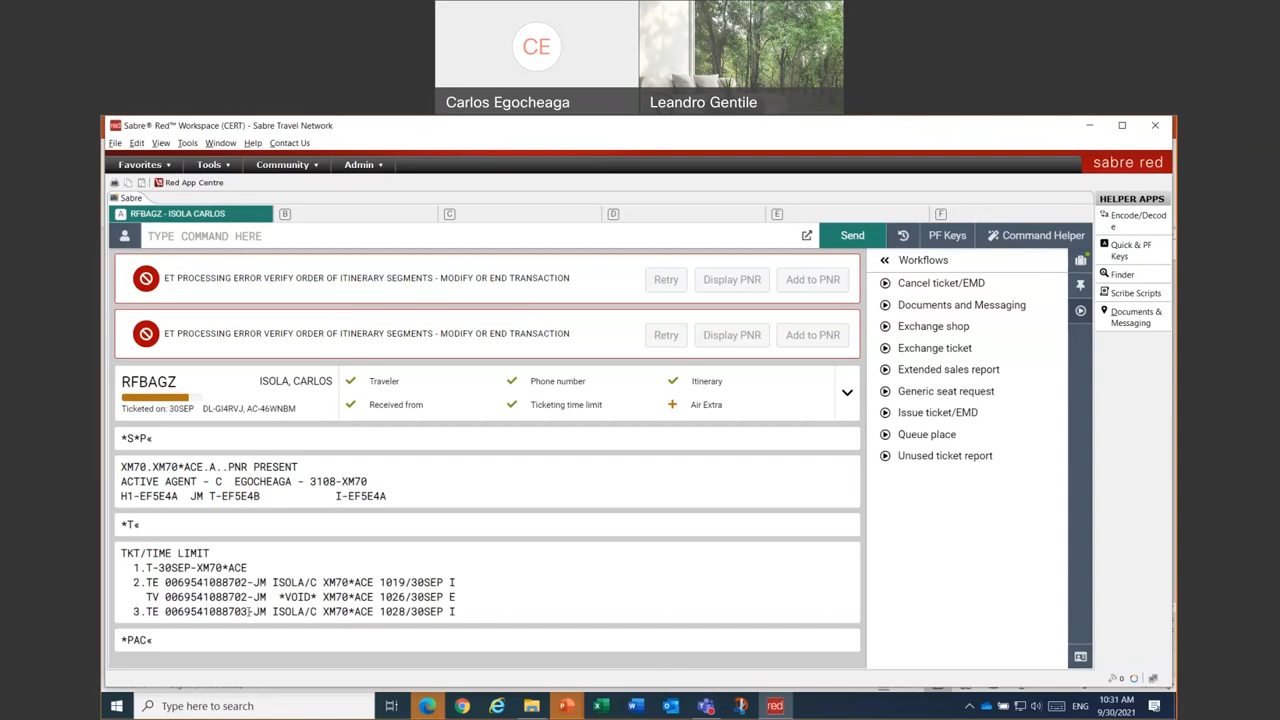 CE
Carlos Egocheaga
Leandro Gentile
red Sabre® Red™ Workspace (CERT) - Sabre Travel Network
File Edit View Tools Window Help Contact Us
Favorites Tools Community Admin
sabre red
Red App Centre
Sabre
HELPER APPS
A RFBAGZ - ISOLA CARLOS B C D E F
Encode/Decod
e
TYPE COMMAND HERE
Send
PF Keys
Command Helper
Quick & PF
Keys
Finder
Scribe Scripts
Documents &
Messaging
ET PROCESSING ERROR VERIFY ORDER OF ITINERARY SEGMENTS - MODIFY OR END TRANSACTION
Retry
Display PNR
Add to PNR
ET PROCESSING ERROR VERIFY ORDER OF ITINERARY SEGMENTS - MODIFY OR END TRANSACTION
Retry
Display PNR
Add to PNR
RFBAGZ ISOLA, CARLOS
Ticketed on: 30SEP DL-GI4RVJ, AC-46WNBM
Traveler Phone number Itinerary
Received from Ticketing time limit Air Extra
*S*P«
XM70.XM70*ACE.A..PNR PRESENT
ACTIVE AGENT - C EGOCHEAGA - 3108-XM70
H1-EF5E4A JM T-EF5E4B I-EF5E4A
*T«
TKT/TIME LIMIT
1.T-30SEP-XM70*ACE
2.TE 0069541088702-JM ISOLA/C XM70*ACE 1019/30SEP I
TV 0069541088702-JM *VOID* XM70*ACE 1026/30SEP E
3.TE 0069541088703-JM ISOLA/C XM70*ACE 1028/30SEP I
*PAC«
Workflows
Cancel ticket/EMD
Documents and Messaging
Exchange shop
Exchange ticket
Extended sales report
Generic seat request
Issue ticket/EMD
Queue place
Unused ticket report
0
Type here to search
red
ENG
10:31 AM
9/30/2021